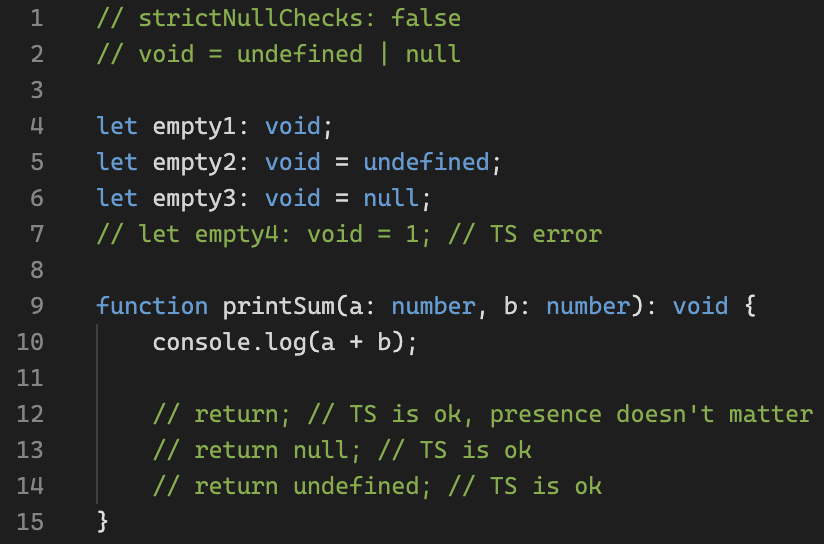 1 // strictNullChecks: false
2 // void = undefined | null
3
4 let empty1: void;
5 let empty2: void = undefined;
6 let empty3: void = null;
7 // let empty4: void = 1; // TS error
8
9 function printSum(a: number, b: number): void {
10     console.log(a + b);
11
12     // return; // TS is ok, presence doesn't matter
13     // return null; // TS is ok
14     // return undefined; // TS is ok
15 }